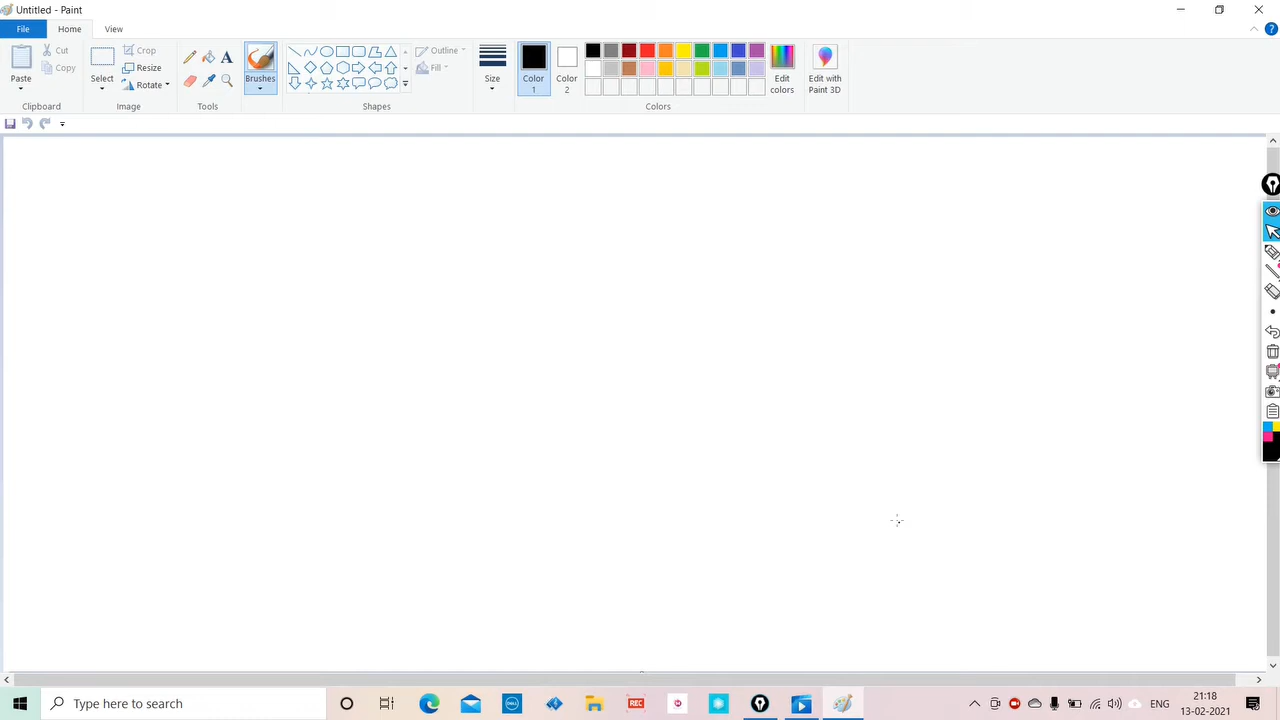 Untitled - Paint
File Home View
Paste
Cut
Copy
Clipboard
Select
Crop
Resize
Rotate
Image
A
Tools
Brushes
Shapes
Outline
Fill
Size
Color
1
Color
2
Colors
Edit
colors
Edit with
Paint 3D
Type here to search
DELL
REC
ENG
21:18
13-02-2021